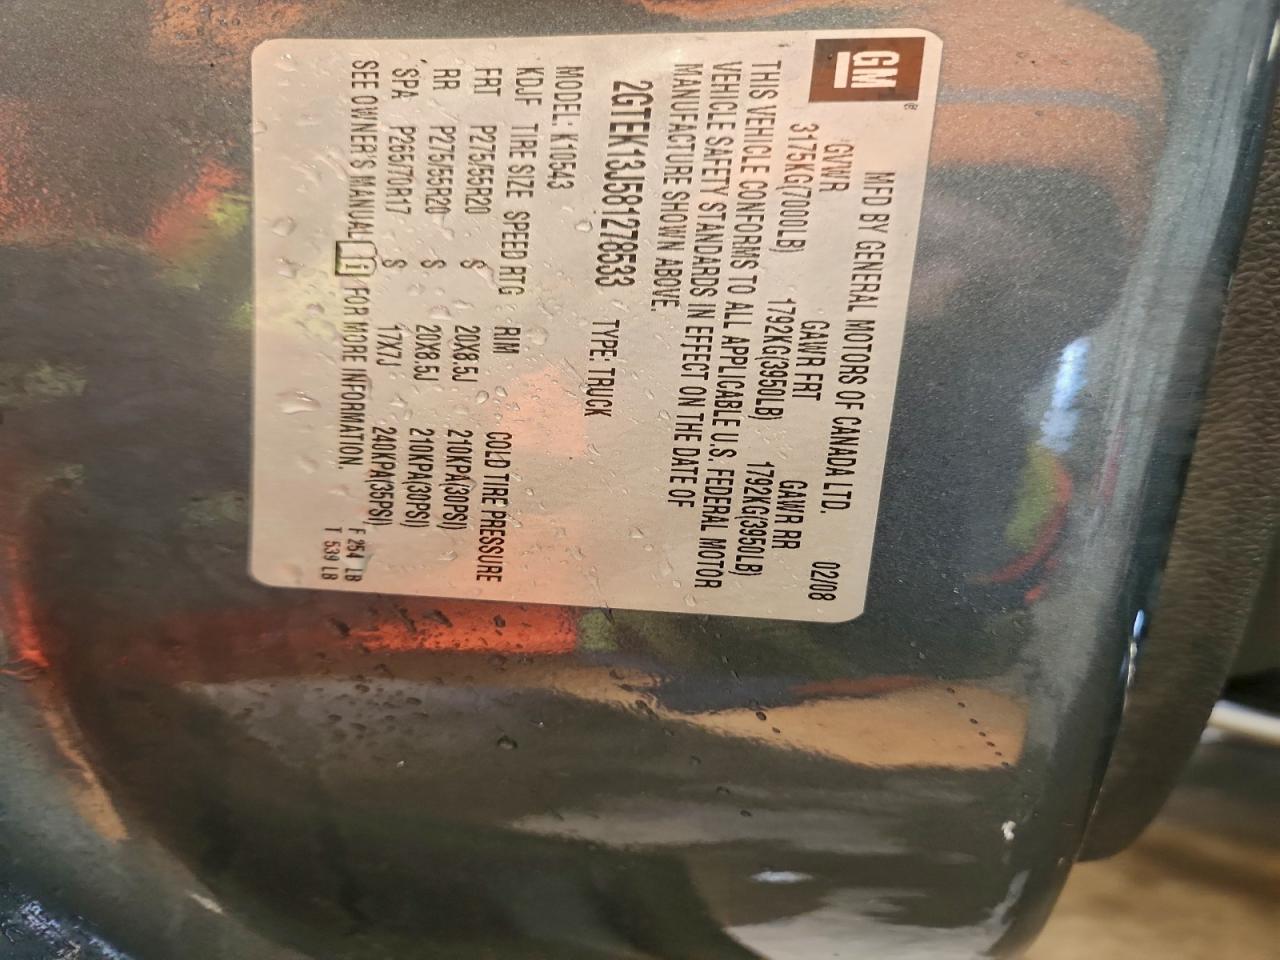 GM
MFD BY GENERAL MOTORS OF CANADA LTD. 02/08
GVWR GAWR FRT GAWR RR
3175KG(7000LB) 1792KG(3950LB) 1792KG(3950LB)
THIS VEHICLE CONFORMS TO ALL APPLICABLE U.S. FEDERAL MOTOR
VEHICLE SAFETY STANDARDS IN EFFECT ON THE DATE OF
MANUFACTURE SHOWN ABOVE.
2GTEK13J581278533 TYPE: TRUCK
MODEL: K10543
KDJF TIRE SIZE SPEED RTG RIM COLD TIRE PRESSURE
FRT P275/55R20 S 20X8.5J 210KPA(30PSI)
RR P275/55R20 S 20X8.5J 210KPA(30PSI)
SPA P265/70R17 S 17X7J 240KPA(35PSI)
SEE OWNER'S MANUAL G FOR MORE INFORMATION.
F 254 LB
T 539 LB